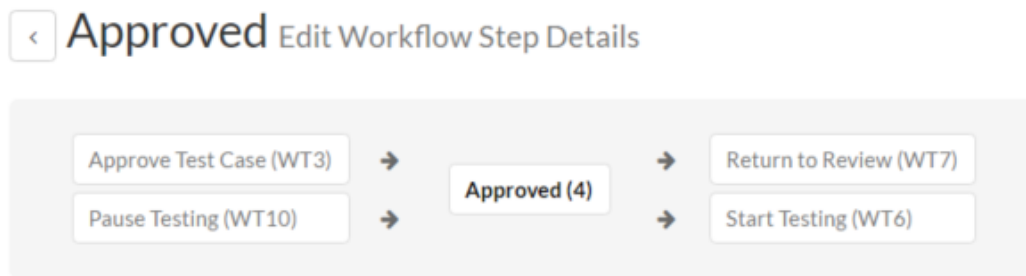 Approved Edit Workflow Step Details
Approve Test Case (WT3)
Pause Testing (WT10)
Approved (4)
Return to Review (WT7)
Start Testing (WT6)